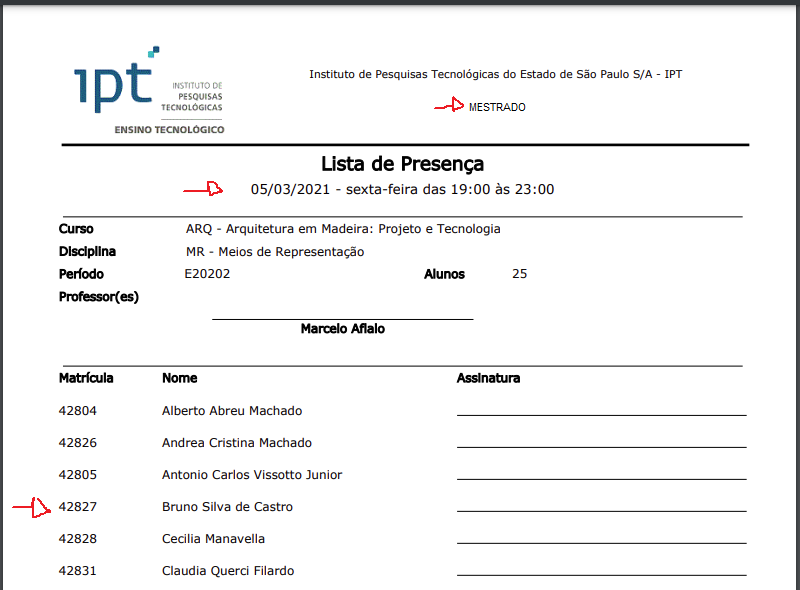 ipt
INSTITUTO DE
PESQUISAS
TECNOLÓGICAS
ENSINO TECNOLÓGICO
Instituto de Pesquisas Tecnológicas do Estado de São Paulo S/A - IPT
MESTRADO
Lista de Presença
05/03/2021 - sexta-feira das 19:00 às 23:00
Curso ARQ - Arquitetura em Madeira: Projeto e Tecnologia
Disciplina MR - Meios de Representação
Período E20202 Alunos 25
Professor(es)
Marcelo Aflalo
Matrícula Nome Assinatura
42804 Alberto Abreu Machado
42826 Andrea Cristina Machado
42805 Antonio Carlos Vissotto Junior
42827 Bruno Silva de Castro
42828 Cecilia Manavella
42831 Claudia Querci Filardo